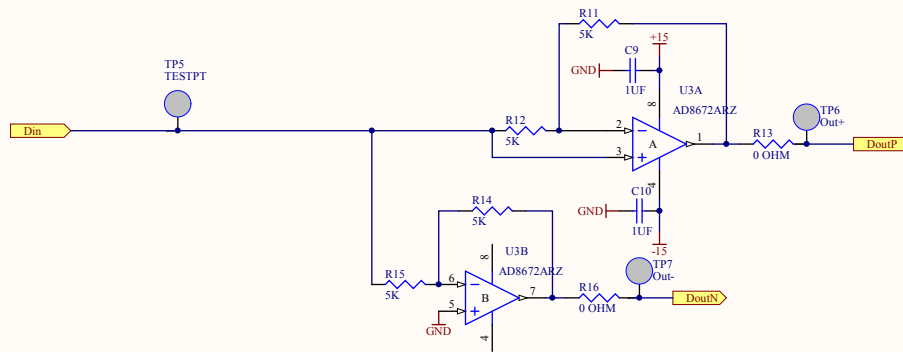 R11
5K
+15
C9
GND
1UF
8
U3A
AD8672ARZ
TP5
TESTPT
TP6
Out+
Din
R12
5K
2
3
A
1
R13
0 OHM
DoutP
4
C10
GND
1UF
-15
R14
5K
8
U3B
AD8672ARZ
TP7
Out-
R15
5K
6
5
B
7
R16
0 OHM
DoutN
GND
4